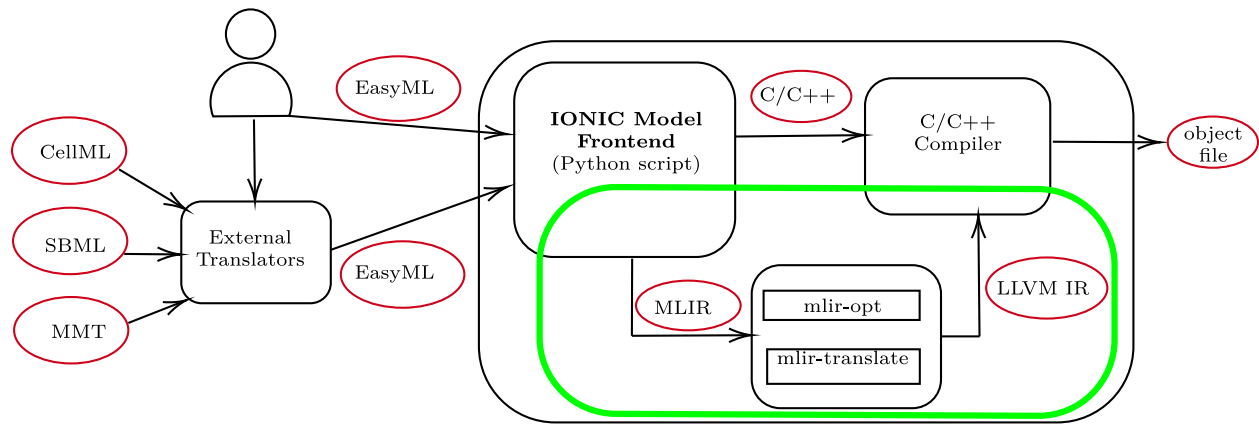 EasyML
CellML
SBML
MMT
External
Translators
EasyML
IONIC Model
Frontend
(Python script)
C/C++
C/C++
Compiler
object
file
MLIR
mlir-opt
mlir-translate
LLVM IR